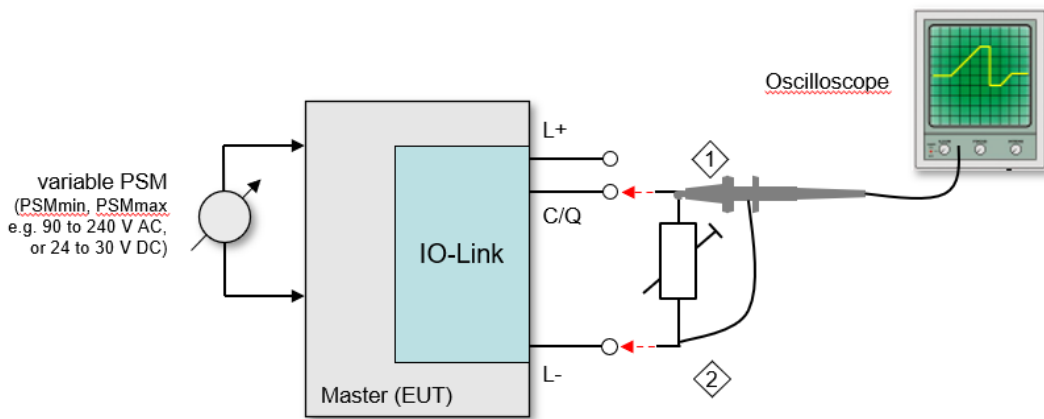 Oscilloscope
L+
1
variable PSM
(PSMmin, PSMmax
e.g. 90 to 240 V AC,
or 24 to 30 V DC)
C/Q
IO-Link
L-
2
Master (EUT)